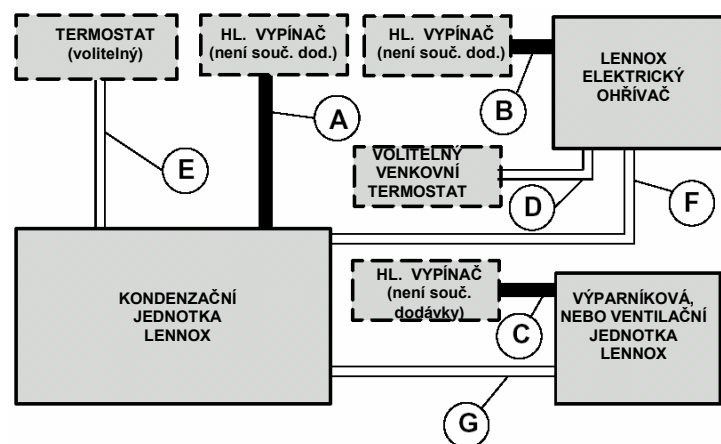 TERMOSTAT
(volitelný)
HL. VYPÍNAČ
(není souč. dod.)
HL. VYPÍNAČ
(není souč. dod.)
LENNOX
ELEKTRICKÝ
OHŘÍVAČ
B
A
E
VOLITELNÝ
VENKOVNÍ
TERMOSTAT
D
F
KONDENZAČNÍ
JEDNOTKA
LENNOX
HL. VYPÍNAČ
(není souč.
dodávky)
C
VÝPARNÍKOVÁ,
NEBO VENTILAČNÍ
JEDNOTKA
LENNOX
G